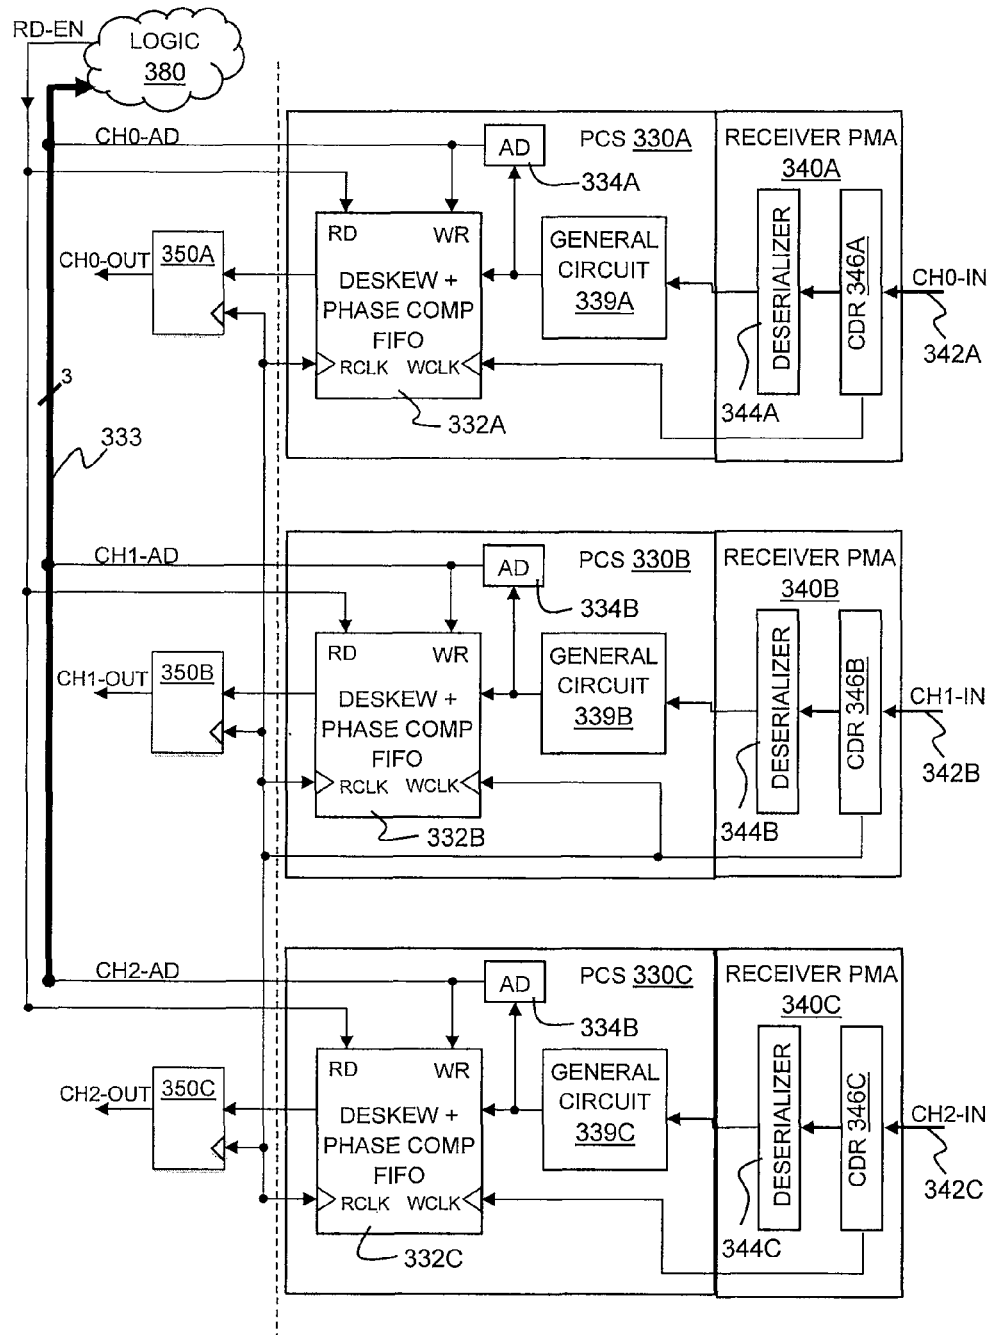 RD-EN
LOGIC
380
CH0-AD
AD
334A
PCS 330A
RECEIVER PMA
340A
350A
CH0-OUT
RD
WR
DESKEW +
PHASE COMP
FIFO
RCLK
WCLK
332A
GENERAL
CIRCUIT
339A
DESERIALIZER
344A
CDR 346A
CH0-IN
342A
3
333
CH1-AD
AD
334B
PCS 330B
RECEIVER PMA
340B
350B
CH1-OUT
RD
WR
DESKEW +
PHASE COMP
FIFO
RCLK
WCLK
332B
GENERAL
CIRCUIT
339B
DESERIALIZER
344B
CDR 346B
CH1-IN
342B
CH2-AD
AD
334B
PCS 330C
RECEIVER PMA
340C
350C
CH2-OUT
RD
WR
DESKEW +
PHASE COMP
FIFO
RCLK
WCLK
332C
GENERAL
CIRCUIT
339C
DESERIALIZER
344C
CDR 346C
CH2-IN
342C